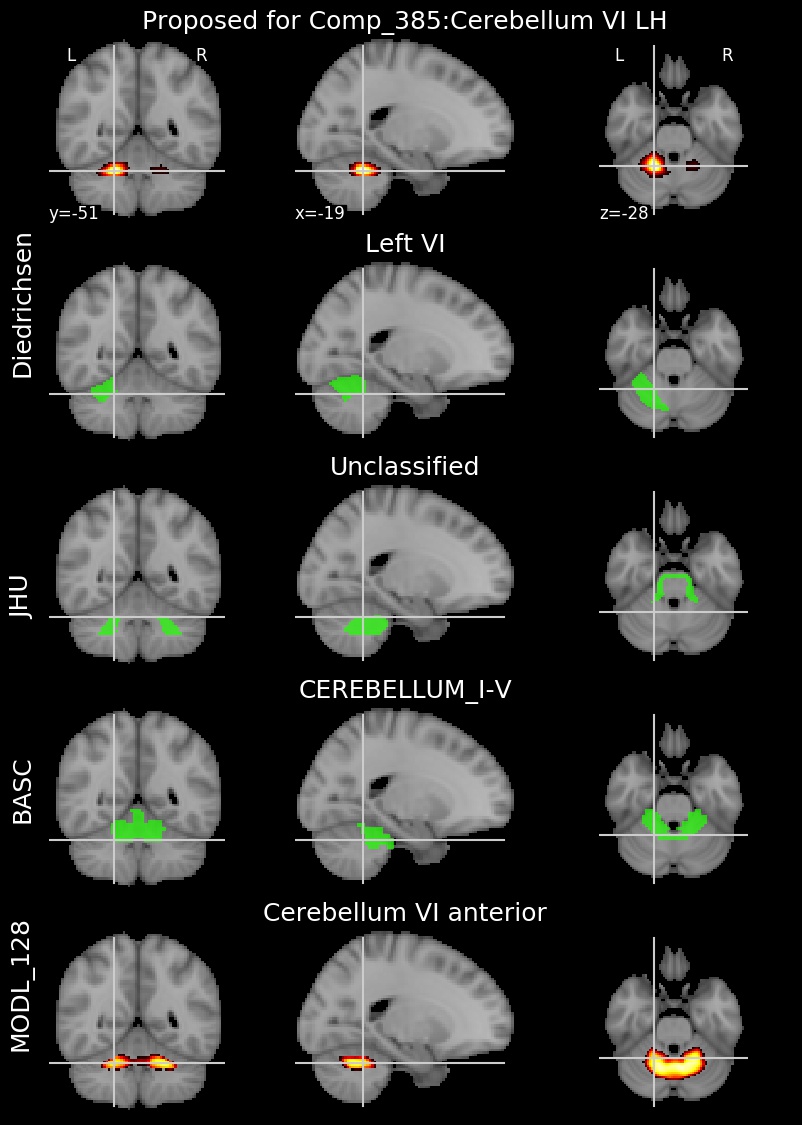 Proposed for Comp_385:Cerebellum VI LH
L R
L R
y=-51
x=-19
z=-28
Diedrichsen
Left VI
JHU
Unclassified
BASC
CEREBELLUM_I-V
MODL_128
Cerebellum VI anterior